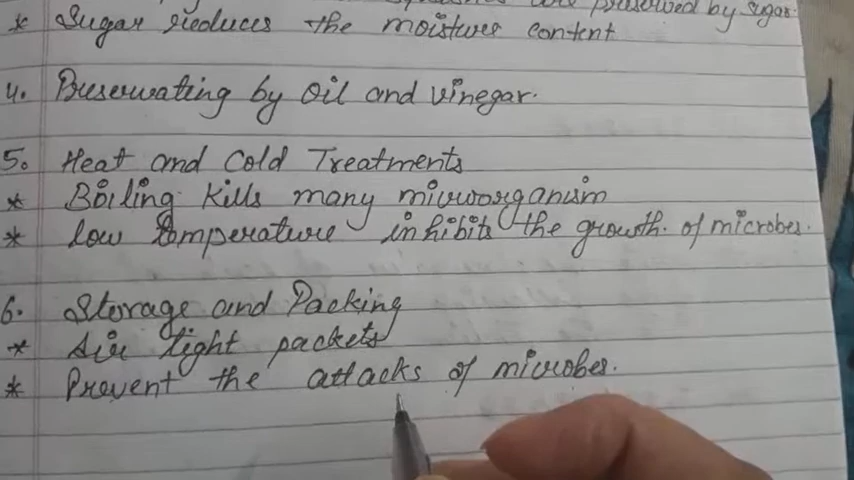 preserved by sugar.
* Sugar reduces the moisture content
4. Preservating by Oil and vinegar.
5. Heat and Cold Treatments
* Boiling kills many microorganism
* low temperature inhibits the growth of microbes.
6. Storage and Packing
* Air tight packets
* Prevent the attacks of microbes.